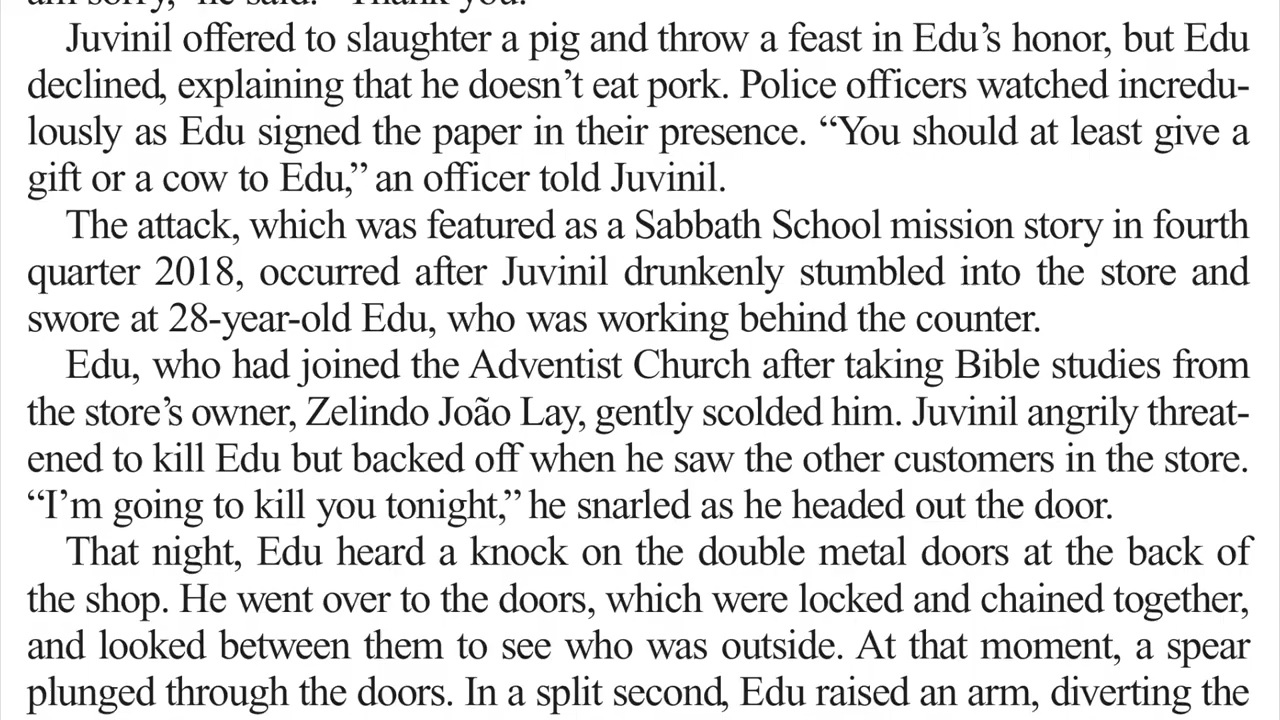 am sorry,” he said. “Thank you.”
Juvinil offered to slaughter a pig and throw a feast in Edu’s honor, but Edu
declined, explaining that he doesn’t eat pork. Police officers watched incredu-
lously as Edu signed the paper in their presence. “You should at least give a
gift or a cow to Edu,” an officer told Juvinil.
The attack, which was featured as a Sabbath School mission story in fourth
quarter 2018, occurred after Juvinil drunkenly stumbled into the store and
swore at 28-year-old Edu, who was working behind the counter.
Edu, who had joined the Adventist Church after taking Bible studies from
the store’s owner, Zelindo João Lay, gently scolded him. Juvinil angrily threat-
ened to kill Edu but backed off when he saw the other customers in the store.
“I’m going to kill you tonight,” he snarled as he headed out the door.
That night, Edu heard a knock on the double metal doors at the back of
the shop. He went over to the doors, which were locked and chained together,
and looked between them to see who was outside. At that moment, a spear
plunged through the doors. In a split second, Edu raised an arm, diverting the